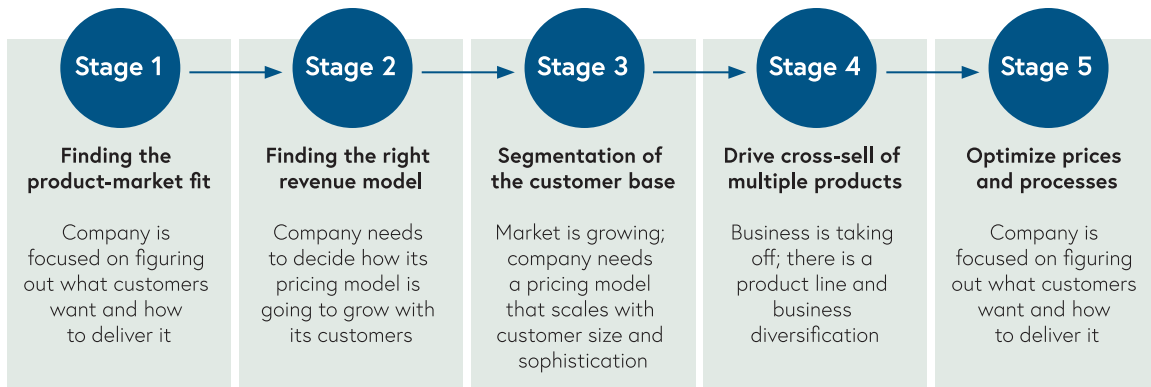 Stage 1
Finding the
product-market fit
Company is
focused on figuring
out what customers
want and how
to deliver it
Stage 2
Finding the right
revenue model
Company needs
to decide how its
pricing model is
going to grow with
its customers
Stage 3
Segmentation of
the customer base
Market is growing;
company needs
a pricing model
that scales with
customer size and
sophistication
Stage 4
Drive cross-sell of
multiple products
Business is taking
off; there is a
product line and
business
diversification
Stage 5
Optimize prices
and processes
Company is
focused on figuring
out what customers
want and how
to deliver it